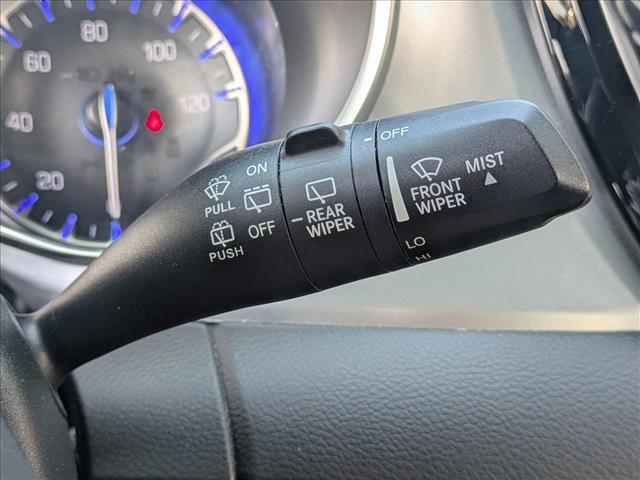 80
60
100
40
120
20
ON
PULL
OFF
PUSH
REAR
WIPER
OFF
FRONT
WIPER
MIST
LO
HI